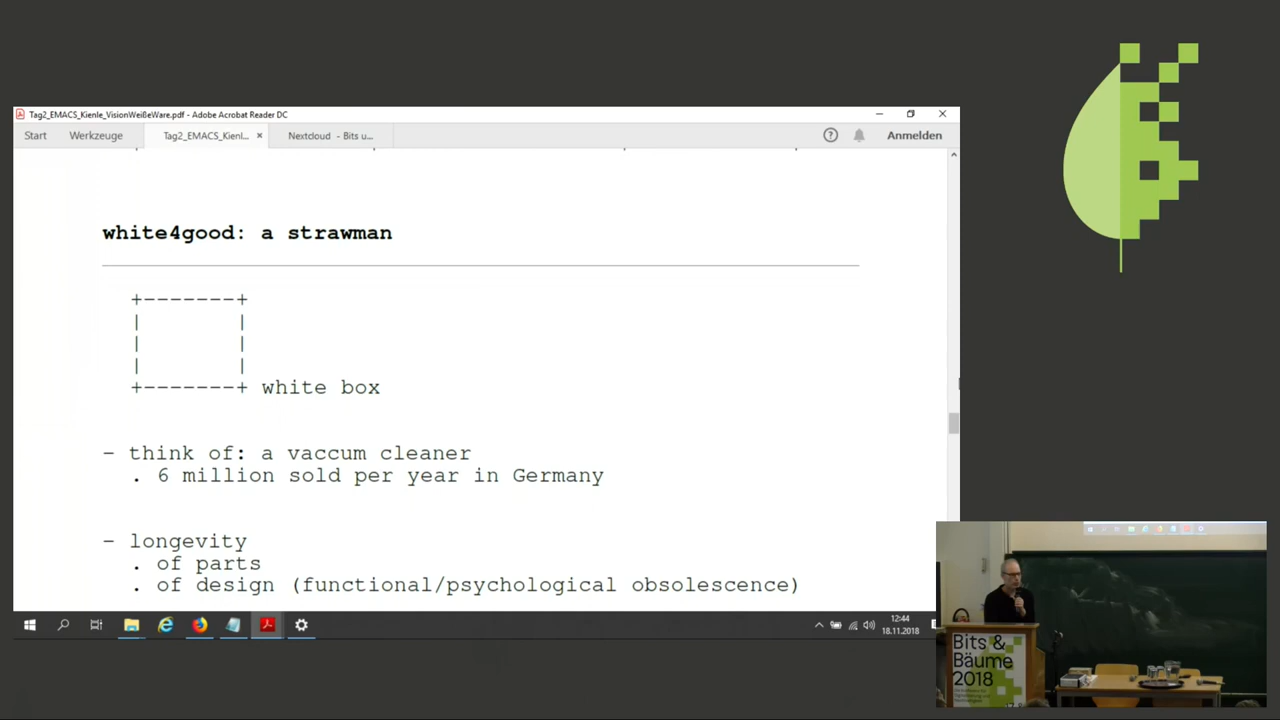 Tag2_EMACS_Kienle_VisionWeißeWare.pdf - Adobe Acrobat Reader DC
Start Werkzeuge Tag2_EMACS_Kienl... × Nextcloud - Bits u... Anmelden
white4good: a strawman
+-------+
| |
| |
| |
+-------+ white box
- think of: a vaccum cleaner
. 6 million sold per year in Germany
- longevity
. of parts
. of design (functional/psychological obsolescence)
12:44
18.11.2018
Bits &
Bäume
2018